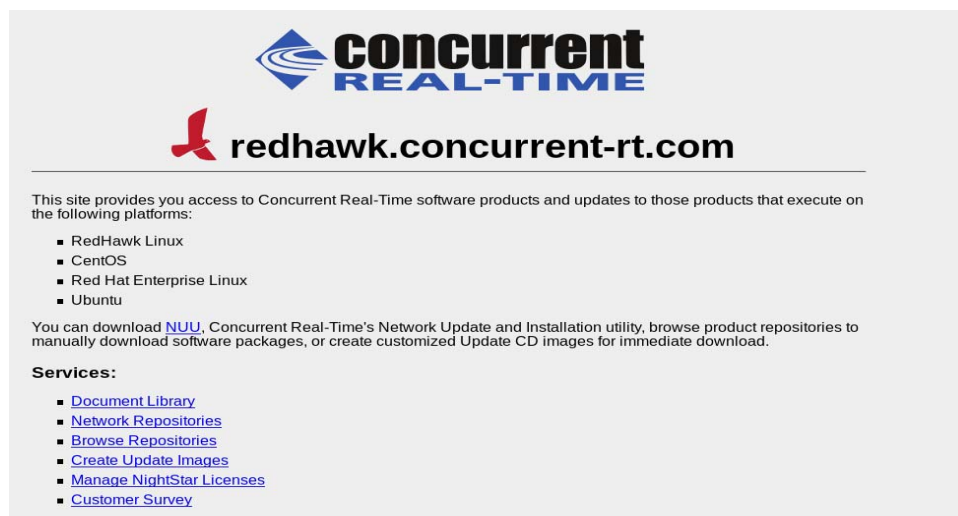 concurrent
REAL-TIME
redhawk.concurrent-rt.com
This site provides you access to Concurrent Real-Time software products and updates to those products that execute on
the following platforms:
RedHawk Linux
CentOS
Red Hat Enterprise Linux
Ubuntu
You can download NUU, Concurrent Real-Time's Network Update and Installation utility, browse product repositories to
manually download software packages, or create customized Update CD images for immediate download.
Services:
Document Library
Network Repositories
Browse Repositories
Create Update Images
Manage NightStar Licenses
Customer Survey